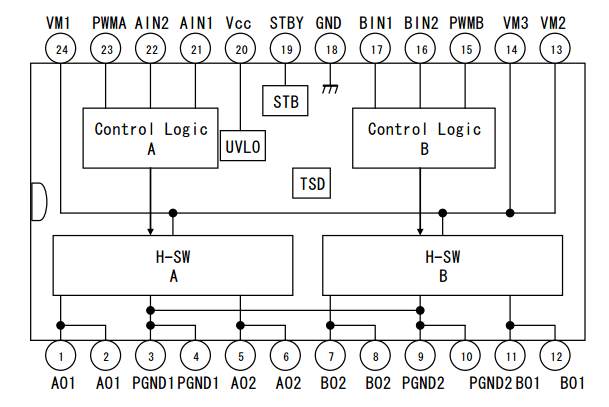 VM1 PWMA AIN2 AIN1 Vcc STBY GND BIN1 BIN2 PWMB VM3 VM2
24 23 22 21 20 19 18 17 16 15 14 13
STB
Control Logic
A
Control Logic
B
UVLO
TSD
H-SW
A
H-SW
B
1 2 3 4 5 6 7 8 9 10 11 12
AO1 AO1 PGND1 PGND1 AO2 AO2 BO2 BO2 PGND2 PGND2 BO1 BO1